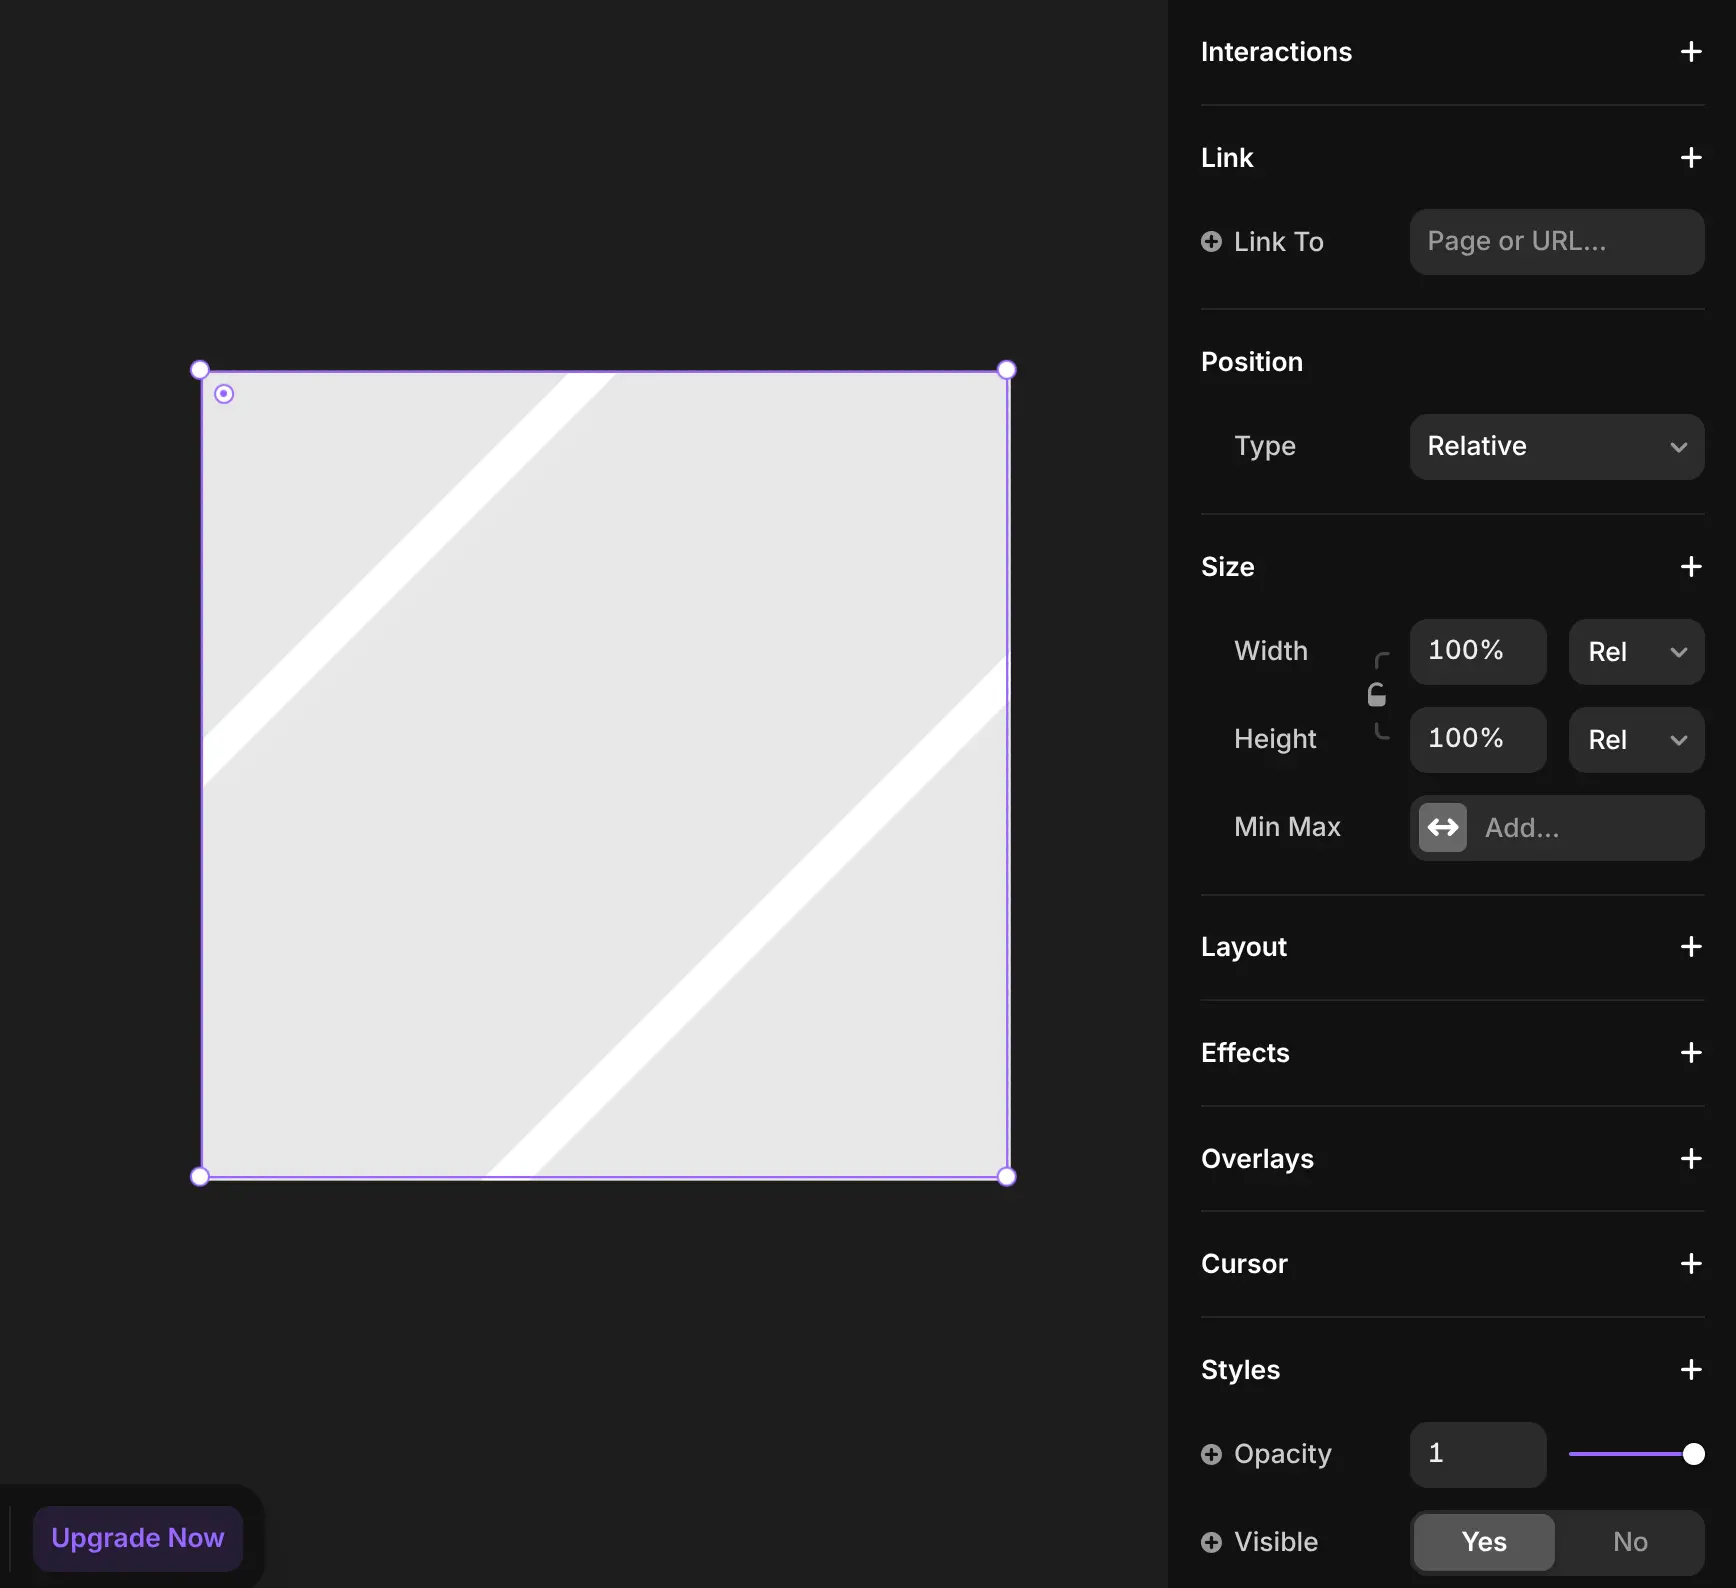 Interactions
Link
Link To
Page or URL...
Position
Type
Relative
Size
Width
100%
Rel
Height
100%
Rel
Min Max
Add...
Layout
Effects
Overlays
Cursor
Styles
Opacity
1
Visible
Yes
No
Upgrade Now